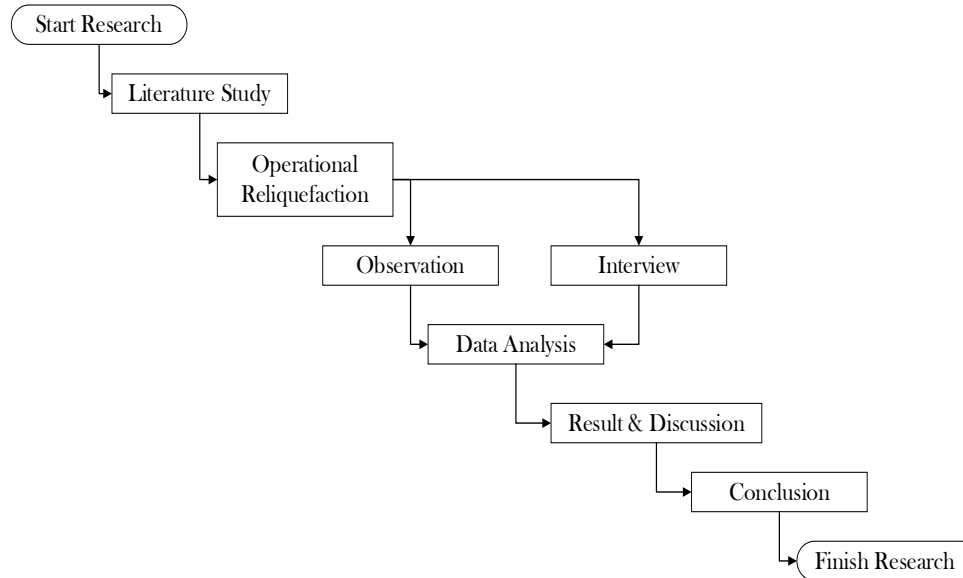 Start Research
Literature Study
Operational
Reliquefaction
Observation
Interview
Data Analysis
Result & Discussion
Conclusion
Finish Research